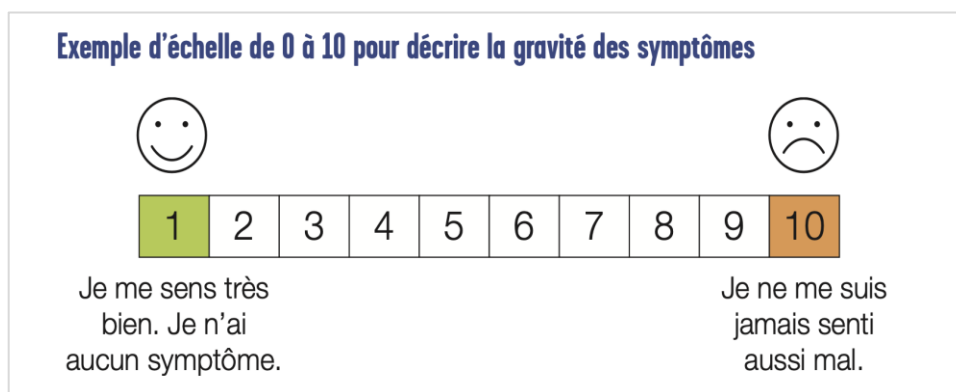 Exemple d'échelle de 0 à 10 pour décrire la gravité des symptômes
1 2 3 4 5 6 7 8 9 10
Je me sens très
bien. Je n'ai
aucun symptôme.
Je ne me suis
jamais senti
aussi mal.